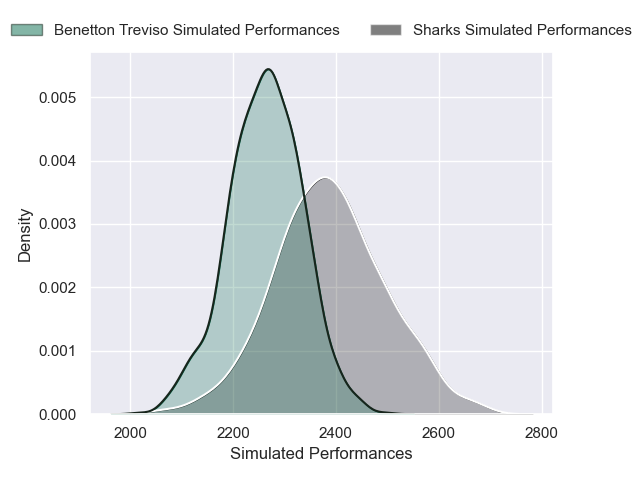 Benetton Treviso Simulated Performances Sharks Simulated Performances
0.005
0.004
0.003
0.002
0.001
0.000
Density
2000 2200 2400 2600 2800
Simulated Performances